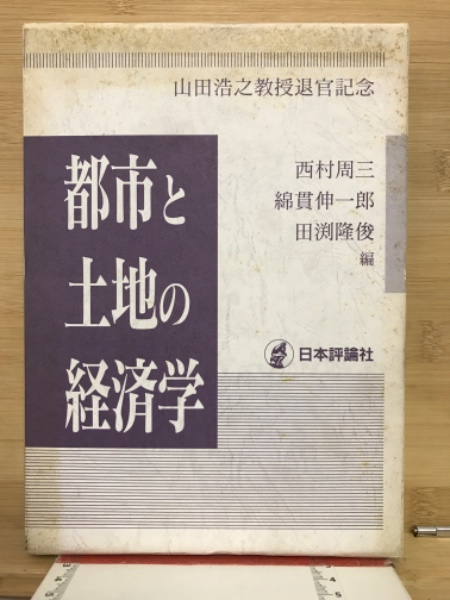 山田浩之教授退官記念
都市と
土地の
経済学
西村周三
綿貫伸一郎
田渕隆俊
編
日本評論社